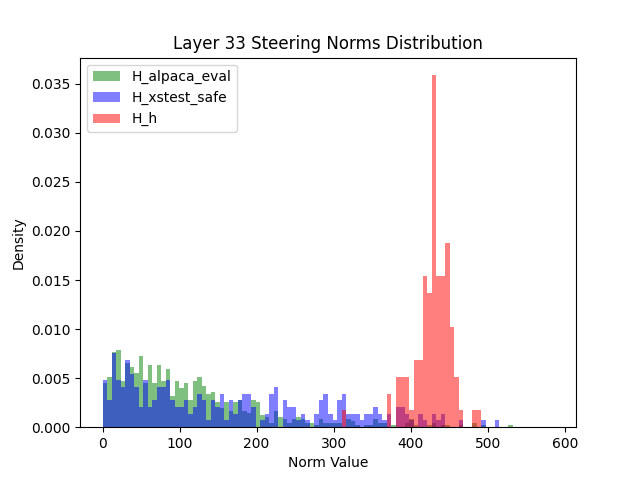 Layer 33 Steering Norms Distribution
H_alpaca_eval
H_xstest_safe
H_h
0.035
0.030
0.025
0.020
0.015
0.010
0.005
0.000
Density
0 100 200 300 400 500 600
Norm Value